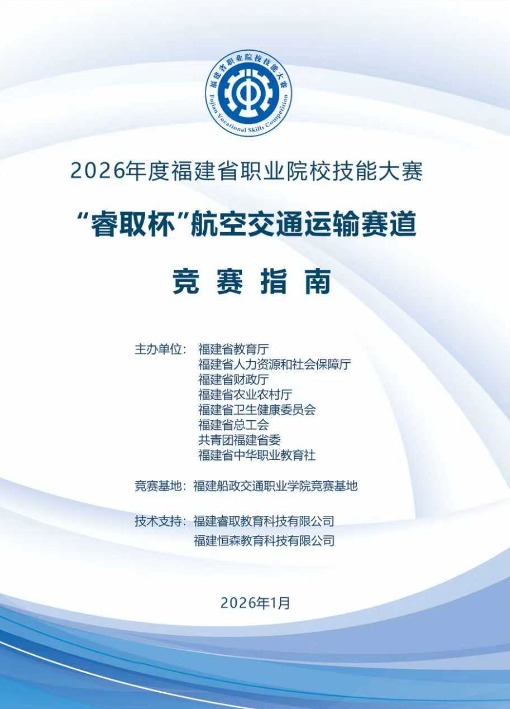 福建省职业院校技能大赛
Fujian Vocational Skills Competition
2026年度福建省职业院校技能大赛
“睿取杯”航空交通运输赛道
竞赛指南
主办单位：福建省教育厅
福建省人力资源和社会保障厅
福建省财政厅
福建省农业农村厅
福建省卫生健康委员会
福建省总工会
共青团福建省委
福建省中华职业教育社
竞赛基地：福建船政交通职业学院竞赛基地
技术支持：福建睿取教育科技有限公司
福建恒森教育科技有限公司
2026年1月